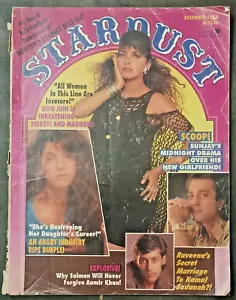 DECEMBER
STARDUST
"All Women
In This Line Are
Insecure!"
HOW JUHI IS
THREATENING
SRIDEVI AND MADHURI
SCOOP!
SUNJAY'S
MIDNIGHT DRAMA
OVER HIS
NEW GIRLFRIEND!
"She's Destroying
Her Daughter's Career!"
AN ANGRY INDUSTRY
RIPS DIMPLE!
EXPLOSIVE!
Why Salman Will Never
Forgive Aamir Khan!
Raveena's
Secret
Marriage
To Kamal
Sadanah?!